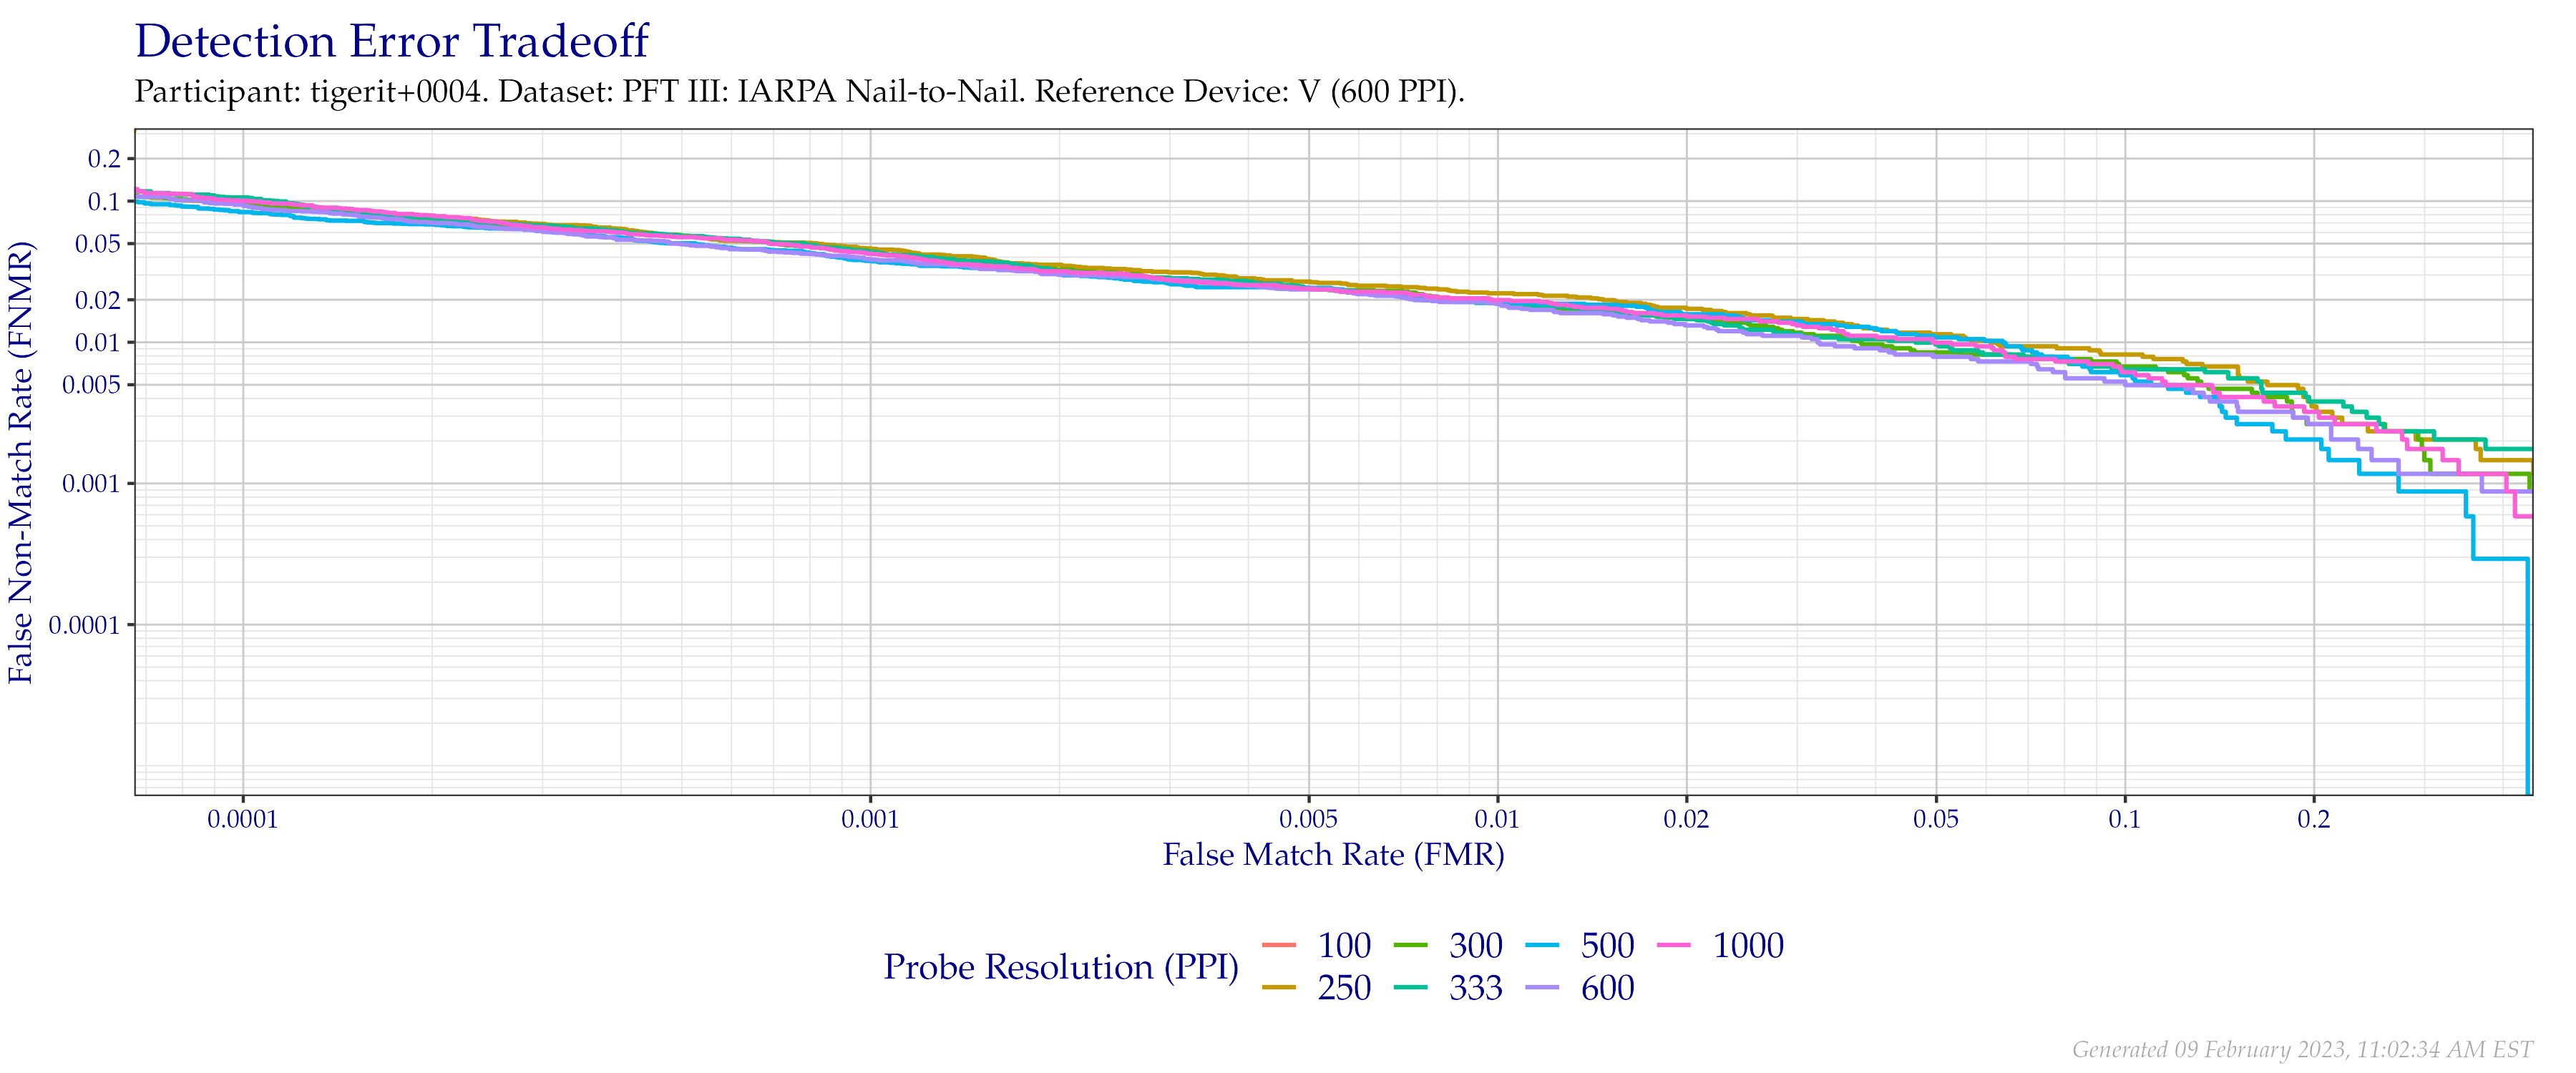 Detection Error Tradeoff
Participant: tigerit+0004. Dataset: PFT III: IARPA Nail-to-Nail. Reference Device: V (600 PPI).
False Non-Match Rate (FNMR)
0.2
0.1
0.05
0.02
0.01
0.005
0.001
0.0001
0.0001 0.001 0.005 0.01 0.02 0.05 0.1 0.2
False Match Rate (FMR)
Probe Resolution (PPI)
100 300 500 1000
250 333 600
Generated 09 February 2023, 11:02:34 AM EST